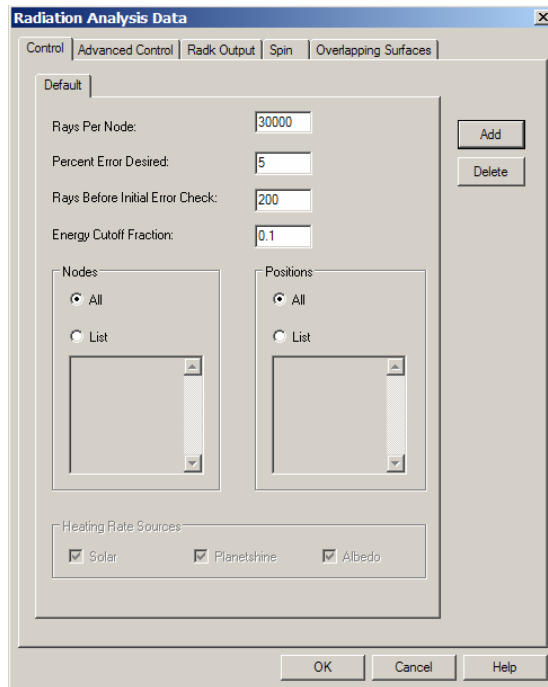 Radiation Analysis Data
Control Advanced Control Radk Output Spin Overlapping Surfaces
Default
Rays Per Node: 30000
Percent Error Desired: 5
Rays Before Initial Error Check: 200
Energy Cutoff Fraction: 0.1
Add
Delete
Nodes
All
List
Positions
All
List
Heating Rate Sources
Solar Planetshine Albedo
OK Cancel Help